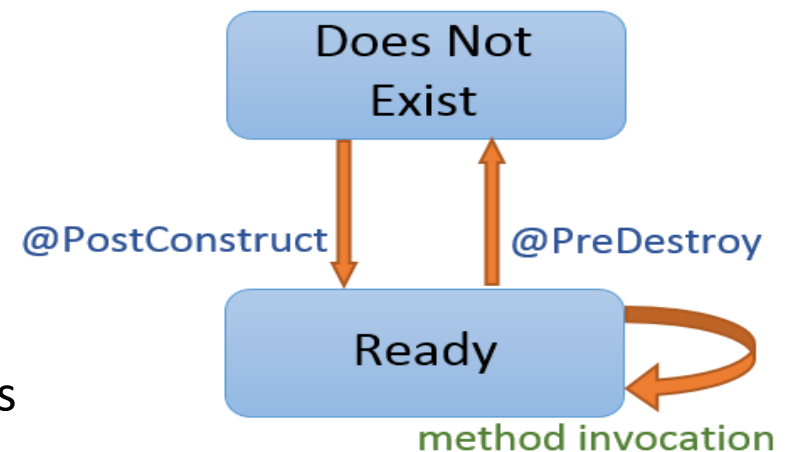 Does Not
Exist
@PostConstruct
@PreDestroy
Ready
s
method invocation